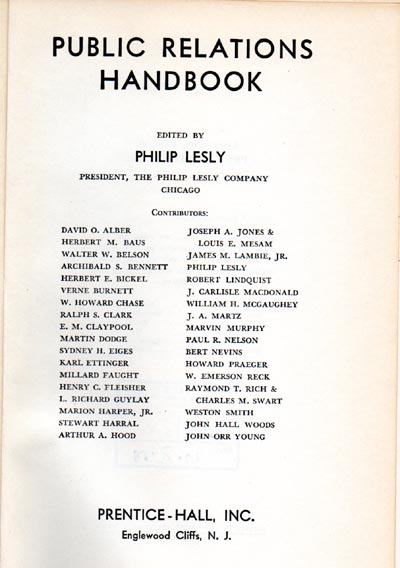 PUBLIC RELATIONS
HANDBOOK
EDITED BY
PHILIP LESLY
PRESIDENT, THE PHILIP LESLY COMPANY
CHICAGO
CONTRIBUTORS:
DAVID O. ALBER
HERBERT M. BAUS
WALTER W. BELSON
ARCHIBALD S. BENNETT
HERBERT E. BICKEL
VERNE BURNETT
W. HOWARD CHASE
RALPH S. CLARK
E. M. CLAYPOOL
MARTIN DODGE
SYDNEY H. EIGES
KARL ETTINGER
MILLARD FAUGHT
HENRY C. FLEISHER
L. RICHARD GUYLAY
MARION HARPER, JR.
STEWART HARRAL
ARTHUR A. HOOD
JOSEPH A. JONES &
LOUIS E. MESAM
JAMES M. LAMBIE, JR.
PHILIP LESLY
ROBERT LINDQUIST
J. CARLISLE MACDONALD
WILLIAM H. MCGAUGHEY
J. A. MARTZ
MARVIN MURPHY
PAUL R. NELSON
BERT NEVINS
HOWARD PRAEGER
W. EMERSON RECK
RAYMOND T. RICH &
CHARLES M. SWART
WESTON SMITH
JOHN HALL WOODS
JOHN ORR YOUNG
PRENTICE-HALL, INC.
Englewood Cliffs, N. J.